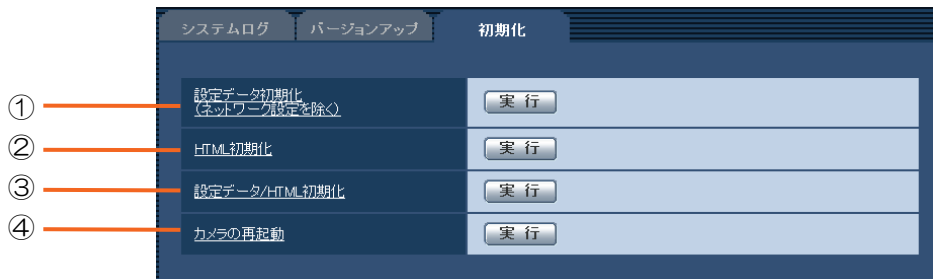 システムログ バージョンアップ 初期化
① 設定データ初期化 実 行
(ネットワーク設定を除く)
② HTML初期化 実 行
③ 設定データ/HTML初期化 実 行
④ カメラの再起動 実 行